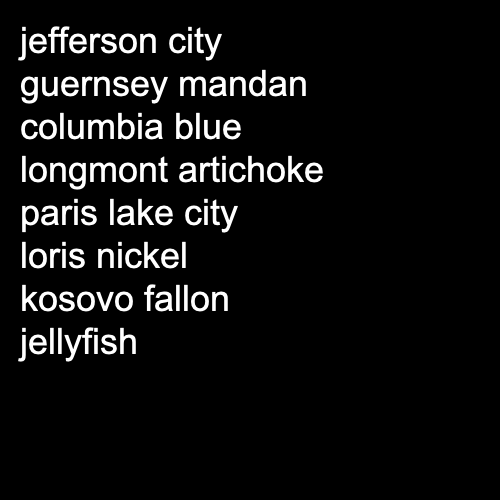 jefferson city
guernsey mandan
columbia blue
longmont artichoke
paris lake city
loris nickel
kosovo fallon
jellyfish